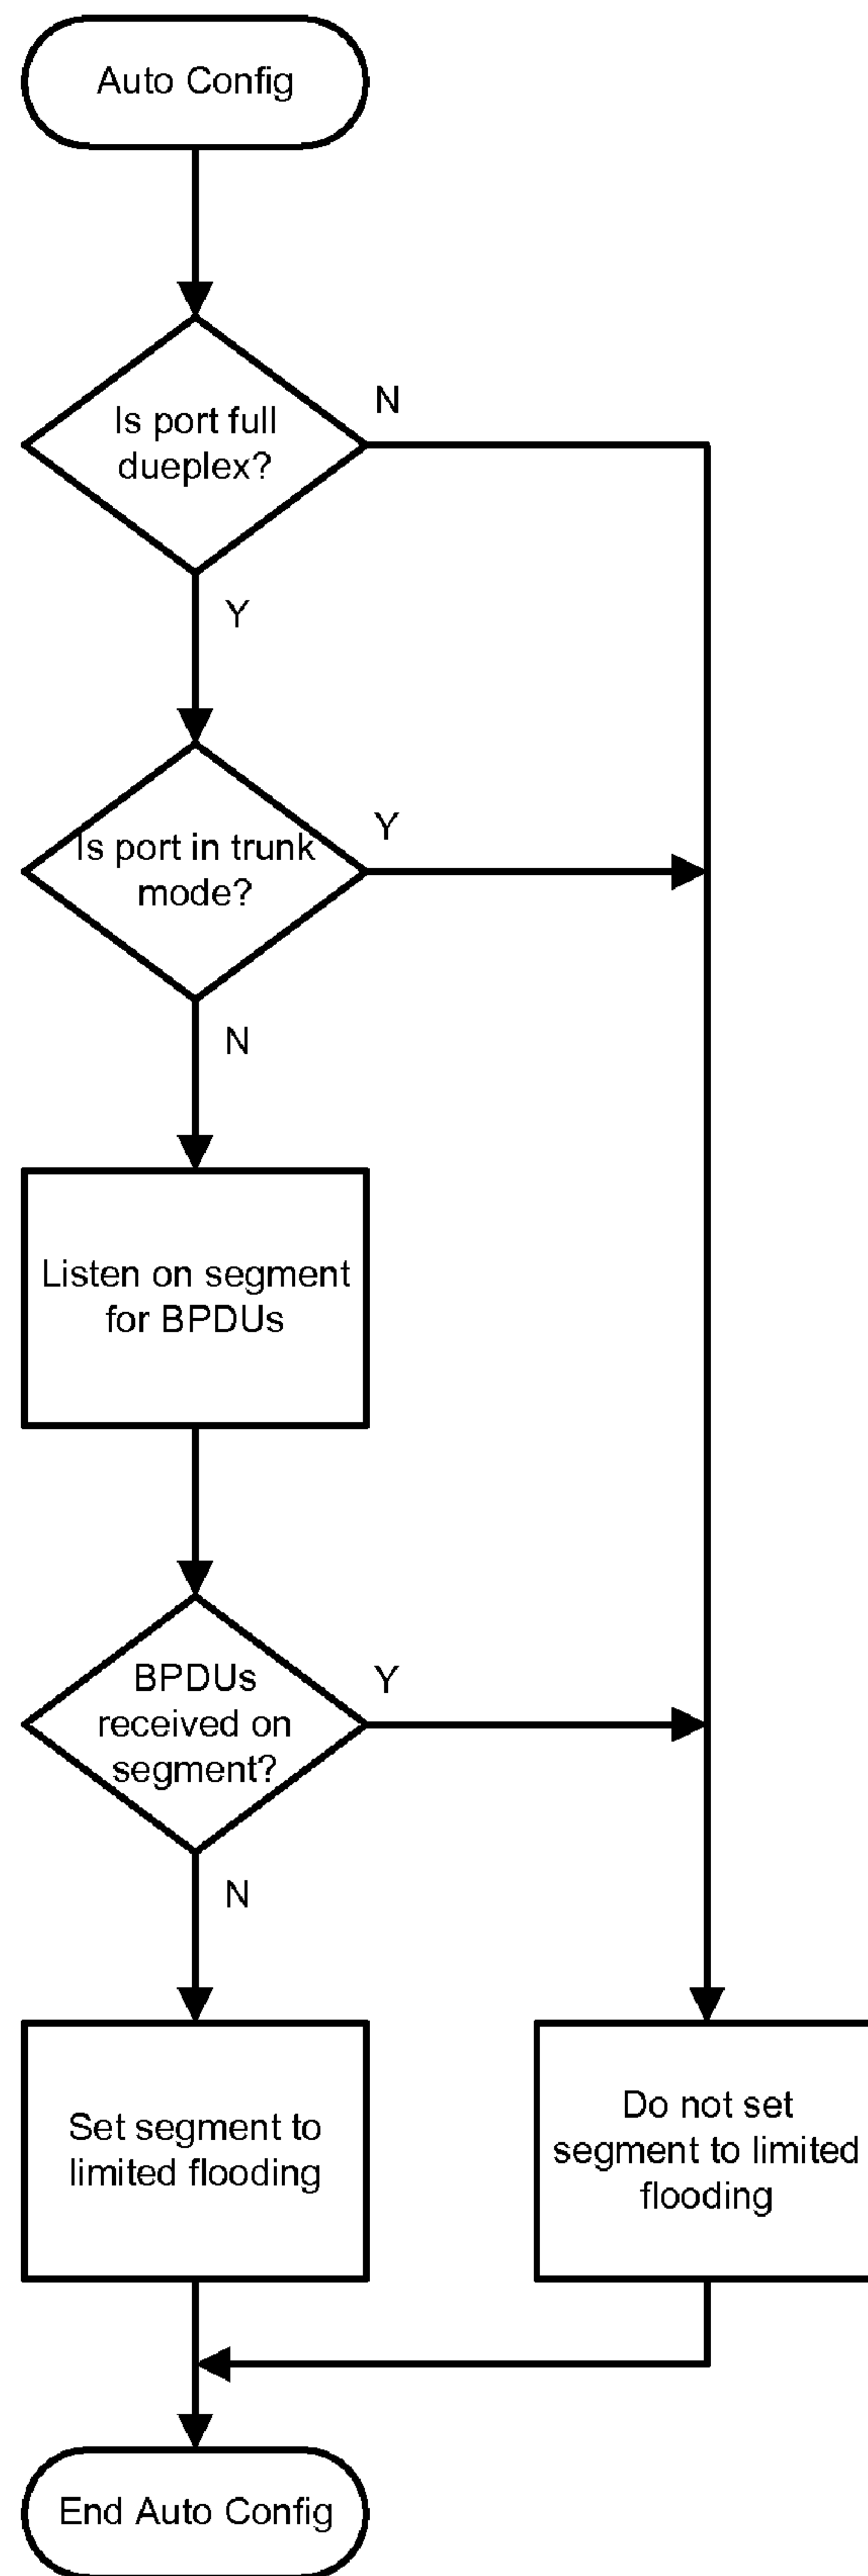 Auto Config
Is port full
dueplex?
N
Y
Is port in trunk
mode?
Y
N
Listen on segment
for BPDUs
BPDUs
received on
segment?
Y
N
Set segment to
limited flooding
Do not set
segment to limited
flooding
End Auto Config